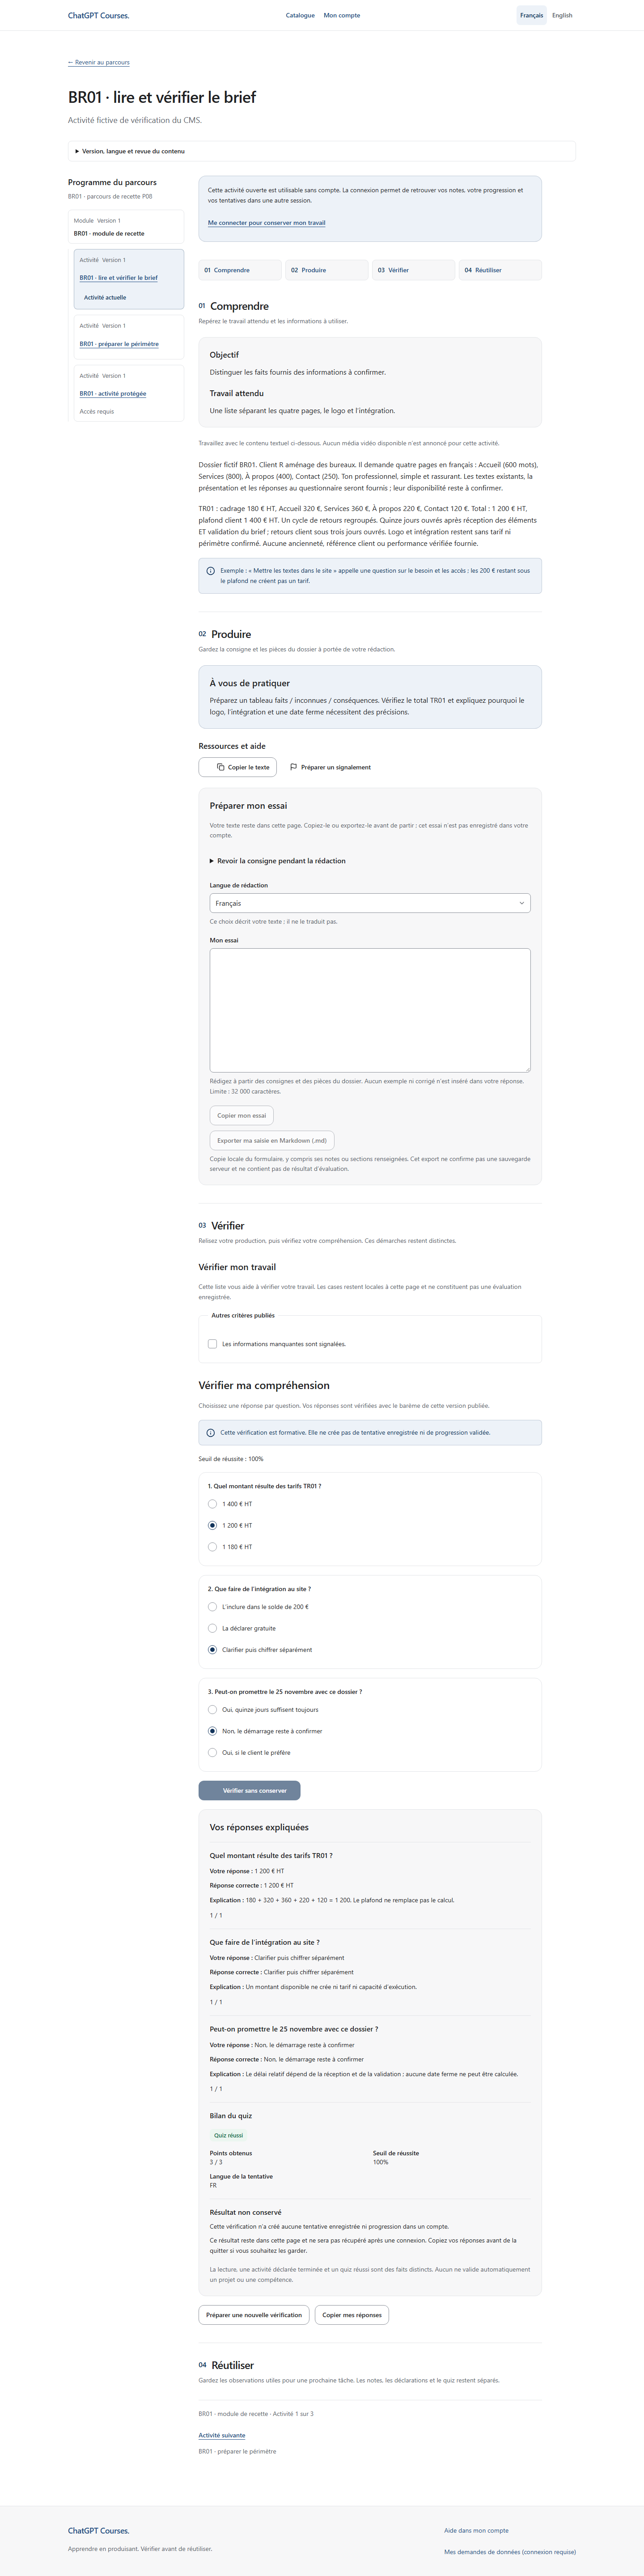 ChatGPT Courses.
Catalogue Mon compte
Français English
← Revenir au parcours
BR01 · lire et vérifier le brief
Activité fictive de vérification du CMS.
Version, langue et revue du contenu
Programme du parcours
BR01 · parcours de recette P08
Module Version 1
BR01 · module de recette
Activité Version 1
BR01 · lire et vérifier le brief
Activité actuelle
Activité Version 1
BR01 · préparer le périmètre
Activité Version 1
BR01 · activité protégée
Accès requis
Cette activité ouverte est utilisable sans compte. La connexion permet de retrouver vos notes, votre progression et
vos tentatives dans une autre session.
Me connecter pour conserver mon travail
01 Comprendre
02 Produire
03 Vérifier
04 Réutiliser
01 Comprendre
Repérez le travail attendu et les informations à utiliser.
Objectif
Distinguer les faits fournis des informations à confirmer.
Travail attendu
Une liste séparant les quatre pages, le logo et l'intégration.
Travaillez avec le contenu textuel ci-dessous. Aucun média vidéo disponible n'est annoncé pour cette activité.
Dossier fictif BR01. Client R aménage des bureaux. Il demande quatre pages en français : Accueil (600 mots),
Services (800), À propos (400), Contact (250). Ton professionnel, simple et rassurant. Les textes existants, la
présentation et les réponses au questionnaire seront fournis ; leur disponibilité reste à confirmer.
TR01 : cadrage 180 € HT, Accueil 320 €, Services 360 €, À propos 220 €, Contact 120 €. Total : 1 200 € HT,
plafond client 1 400 € HT. Un cycle de retours regroupés. Quinze jours ouvrés après réception des éléments
ET validation du brief ; retours client sous trois jours ouvrés. Logo et intégration restent sans tarif ni
périmètre confirmé. Aucune ancienneté, référence client ou performance vérifiée fournie.
Exemple : « Mettre les textes dans le site » appelle une question sur le besoin et les accès ; les 200 € restant sous
le plafond ne créent pas un tarif.
02 Produire
Gardez la consigne et les pièces du dossier à portée de votre rédaction.
À vous de pratiquer
Préparez un tableau faits / inconnues / conséquences. Vérifiez le total TR01 et expliquez pourquoi le
logo, l'intégration et une date ferme nécessitent des précisions.
Ressources et aide
Copier le texte
Préparer un signalement
Préparer mon essai
Votre texte reste dans cette page. Copiez-le ou exportez-le avant de partir : cet essai n'est pas enregistré dans votre
compte.
Revoir la consigne pendant la rédaction
Langue de rédaction
Français
Ce choix décrit votre texte : il ne le traduit pas.
Mon essai
Rédigez à partir des consignes et des pièces du dossier. Aucun exemple ni corrigé n'est inséré dans votre réponse.
Limite : 32 000 caractères.
Copier mon essai
Exporter ma saisie en Markdown (.md)
Copie locale du formulaire, y compris ses notes ou sections renseignées. Cet export ne confirme pas une sauvegarde
serveur et ne contient pas de résultat d'évaluation.
03 Vérifier
Relisez votre production, puis vérifiez votre compréhension. Ces démarches restent distinctes.
Vérifier mon travail
Cette liste vous aide à vérifier votre travail. Les cases restent locales à cette page et ne constituent pas une évaluation
enregistrée.
Autres critères publiés
Les informations manquantes sont signalées.
Vérifier ma compréhension
Choisissez une réponse par question. Vos réponses sont vérifiées avec le barème de cette version publiée.
Cette vérification est formative. Elle ne crée pas de tentative enregistrée ni de progression validée.
Seuil de réussite : 100%
1. Quel montant résulte des tarifs TR01 ?
1 400 € HT
1 200 € HT
1 180 € HT
2. Que faire de l'intégration au site ?
L'inclure dans le solde de 200 €
La déclarer gratuite
Clarifier puis chiffrer séparément
3. Peut-on promettre le 25 novembre avec ce dossier ?
Oui, quinze jours suffisent toujours
Non, le démarrage reste à confirmer
Oui, si le client le préfère
Vérifier sans conserver
Vos réponses expliquées
Quel montant résulte des tarifs TR01 ?
Votre réponse : 1 200 € HT
Réponse correcte : 1 200 € HT
Explication : 180 + 320 + 360 + 220 + 120 = 1 200. Le plafond ne remplace pas le calcul.
1 / 1
Que faire de l'intégration au site ?
Votre réponse : Clarifier puis chiffrer séparément
Réponse correcte : Clarifier puis chiffrer séparément
Explication : Un montant disponible ne crée ni tarif ni capacité d'exécution.
1 / 1
Peut-on promettre le 25 novembre avec ce dossier ?
Votre réponse : Non, le démarrage reste à confirmer
Réponse correcte : Non, le démarrage reste à confirmer
Explication : Le délai relatif dépend de la réception et de la validation ; aucune date ferme ne peut être calculée.
1 / 1
Bilan du quiz
Quiz réussi
Points obtenus
3 / 3
Seuil de réussite
100%
Langue de la tentative
FR
Résultat non conservé
Cette vérification n'a créé aucune tentative enregistrée ni progression dans un compte.
Ce résultat reste dans cette page et ne sera pas récupéré après une connexion. Copiez vos réponses avant de la
quitter si vous souhaitez les garder.
La lecture, une activité déclarée terminée et un quiz réussi sont des faits distincts. Aucun ne valide automatiquement
un projet ou une compétence.
Préparer une nouvelle vérification
Copier mes réponses
04 Réutiliser
Gardez les observations utiles pour une prochaine tâche. Les notes, les déclarations et le quiz restent séparés.
BR01 · module de recette · Activité 1 sur 3
Activité suivante
BR01 · préparer le périmètre
ChatGPT Courses.
Apprendre en produisant. Vérifier avant de réutiliser.
Aide dans mon compte
Mes demandes de données (connexion requise)